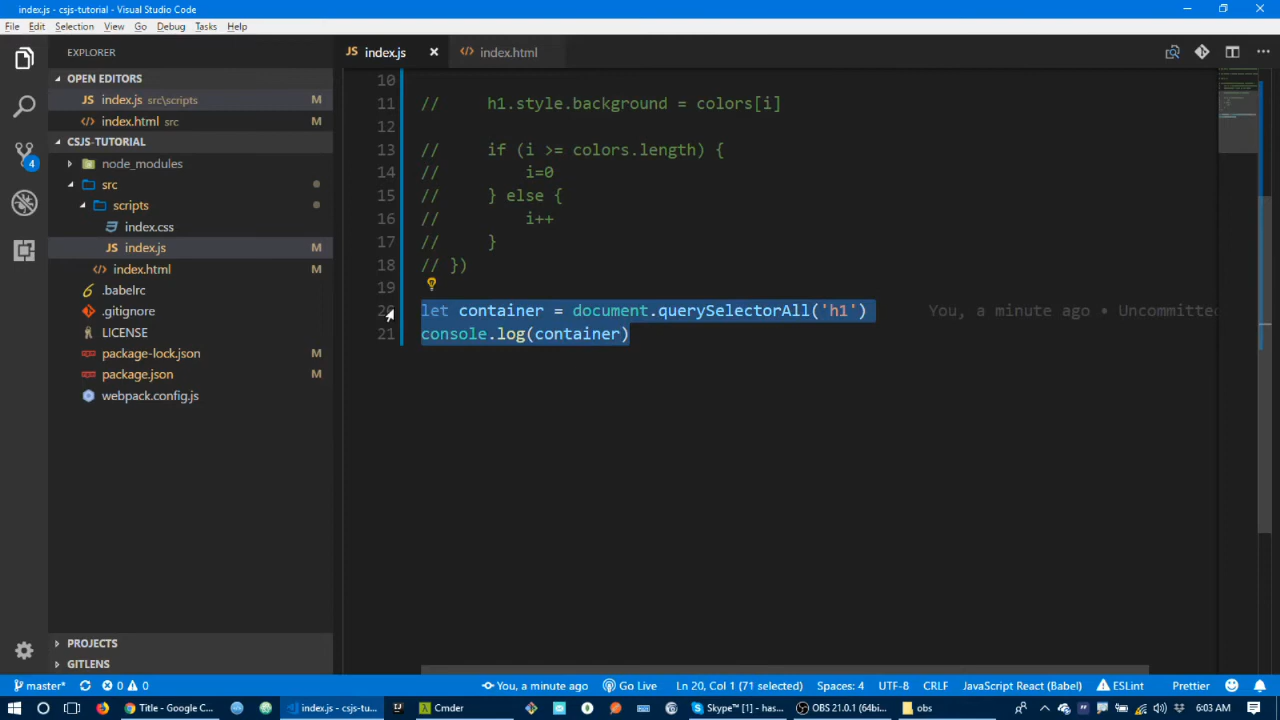 index.js - csjs-tutorial - Visual Studio Code
File Edit Selection View Go Debug Tasks Help
EXPLORER
OPEN EDITORS
JS index.js src\scripts M
index.html src M
CSJS-TUTORIAL
node_modules
src
scripts
index.css
JS index.js M
index.html M
.babelrc
.gitignore
LICENSE
package-lock.json M
package.json M
webpack.config.js
PROJECTS
GITLENS
4
JS index.js
index.html
10
11 // h1.style.background = colors[i]
12
13 // if (i >= colors.length) {
14 // i=0
15 // } else {
16 // i++
17 // }
18 // })
19
20 let container = document.querySelectorAll('h1') You, a minute ago • Uncommitted
21 console.log(container)
master* 0 0 You, a minute ago Go Live Ln 20, Col 1 (71 selected) Spaces: 4 UTF-8 CRLF JavaScript React (Babel) ESLint Prettier
Title - Google C... index.js - csjs-tu... Cmder Skype™ [1] - has... OBS 21.0.1 (64bi... obs 6:03 AM